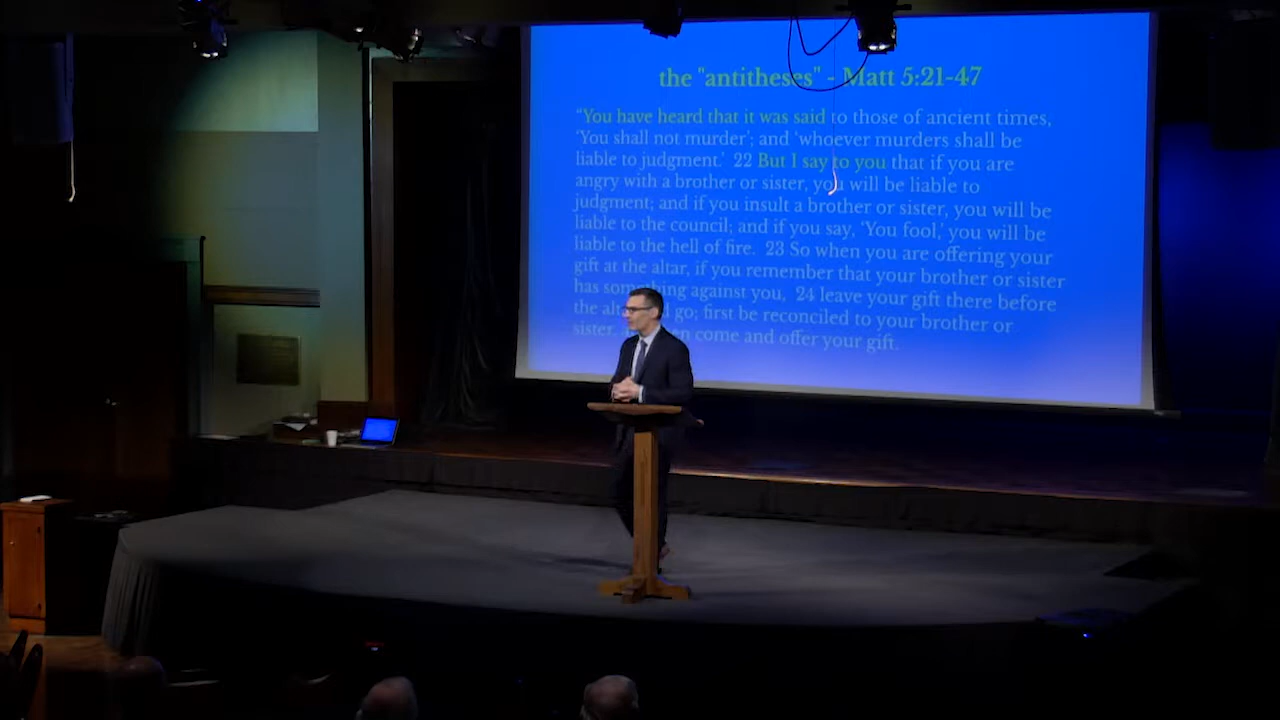 the "antitheses" - Matt 5:21-47
“You have heard that it was said to those of ancient times,
‘You shall not murder’; and ‘whoever murders shall be
liable to judgment.’ 22 But I say to you that if you are
angry with a brother or sister, you will be liable to
judgment; and if you insult a brother or sister, you will be
liable to the council; and if you say, ‘You fool,’ you will be
liable to the hell of fire. 23 So when you are offering your
gift at the altar, if you remember that your brother or sister
has something against you, 24 leave your gift there before
the go; first be reconciled to your brother or
sister. come and offer your gift.